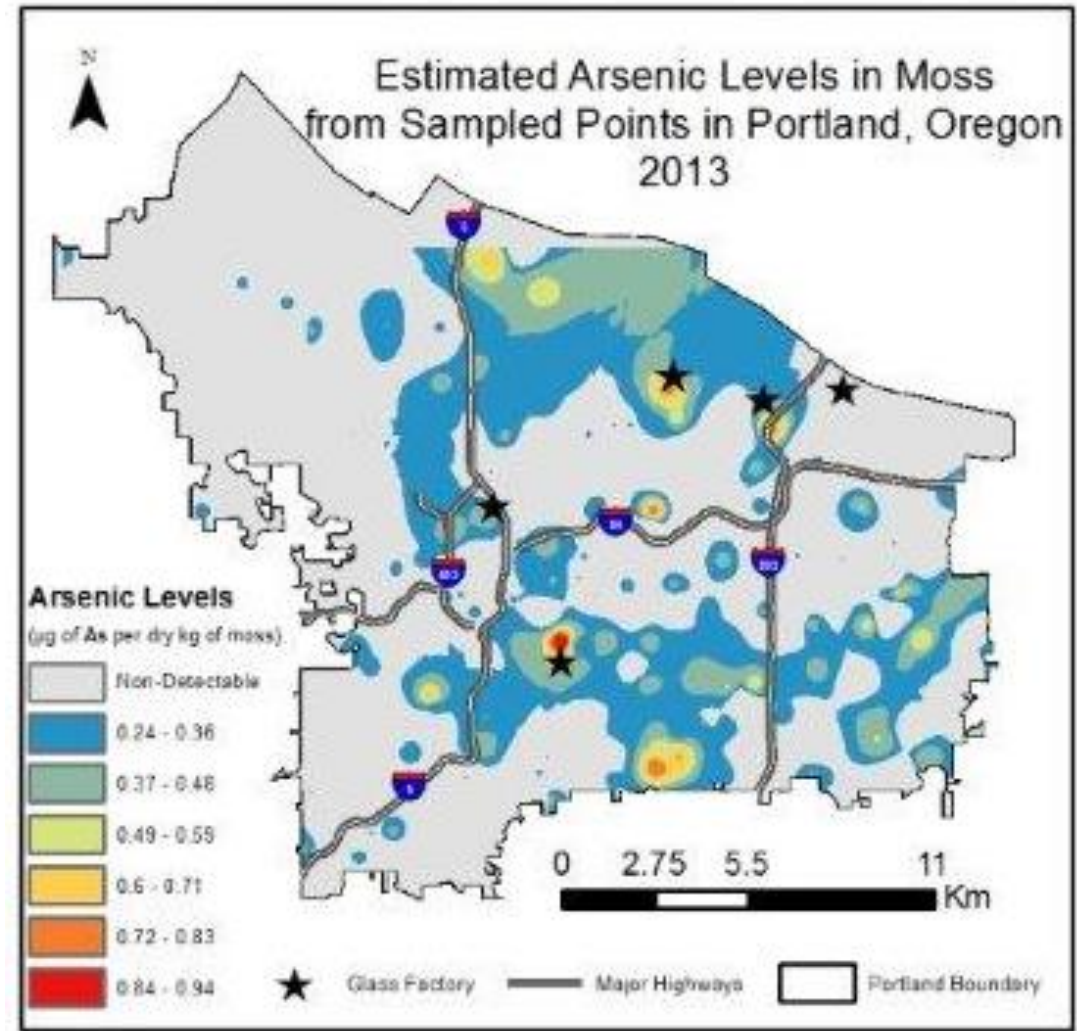 N
Estimated Arsenic Levels in Moss
from Sampled Points in Portland, Oregon
2013
5
84
Arsenic Levels
(µg of As per dry kg of moss)
Non-Detectable
0.24 - 0.36
0.37 - 0.48
0.49 - 0.59
0.6 - 0.71
0.72 - 0.83
0.84 - 0.94
5
0 2.75 5.5 11
Km
Glass Factory
Major Highways
Portland Boundary